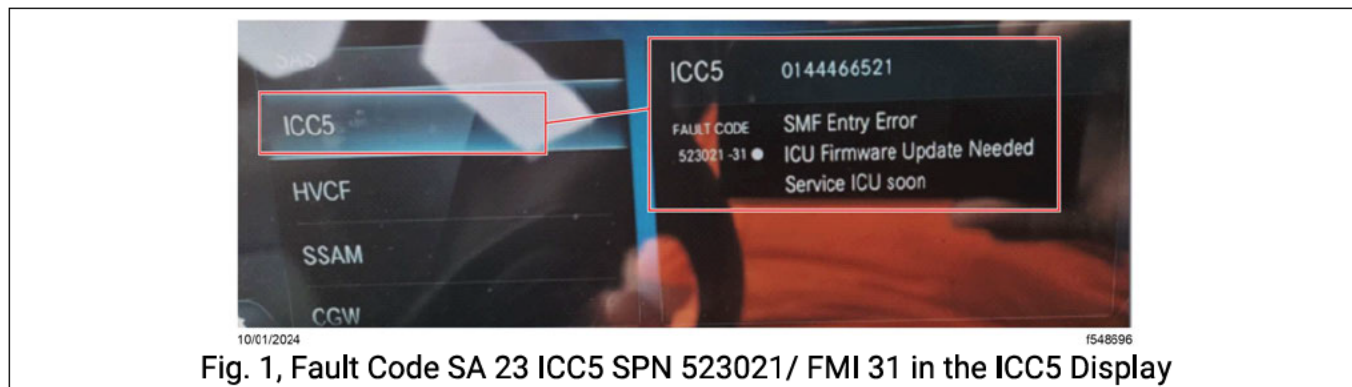 SAS
ICC5
HVCF
SSAM
CGW
ICC5 0144466521
FAULT CODE SMF Entry Error
523021 -31 ICU Firmware Update Needed
Service ICU soon
10/01/2024 f548696
Fig. 1, Fault Code SA 23 ICC5 SPN 523021/ FMI 31 in the ICC5 Display